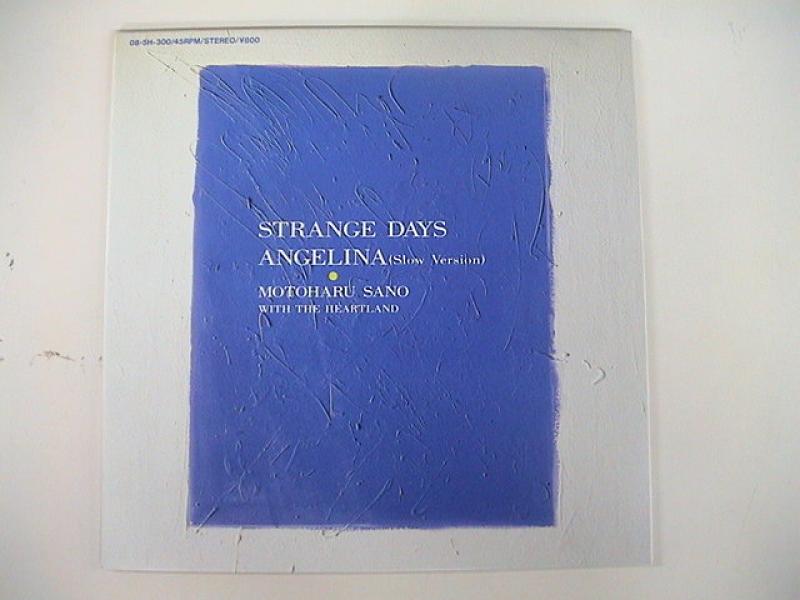 08·5H-300/45RPM/STEREO/¥800
STRANGE DAYS
ANGELINA (Slow Version)
MOTOHARU SANO
WITH THE HEARTLAND